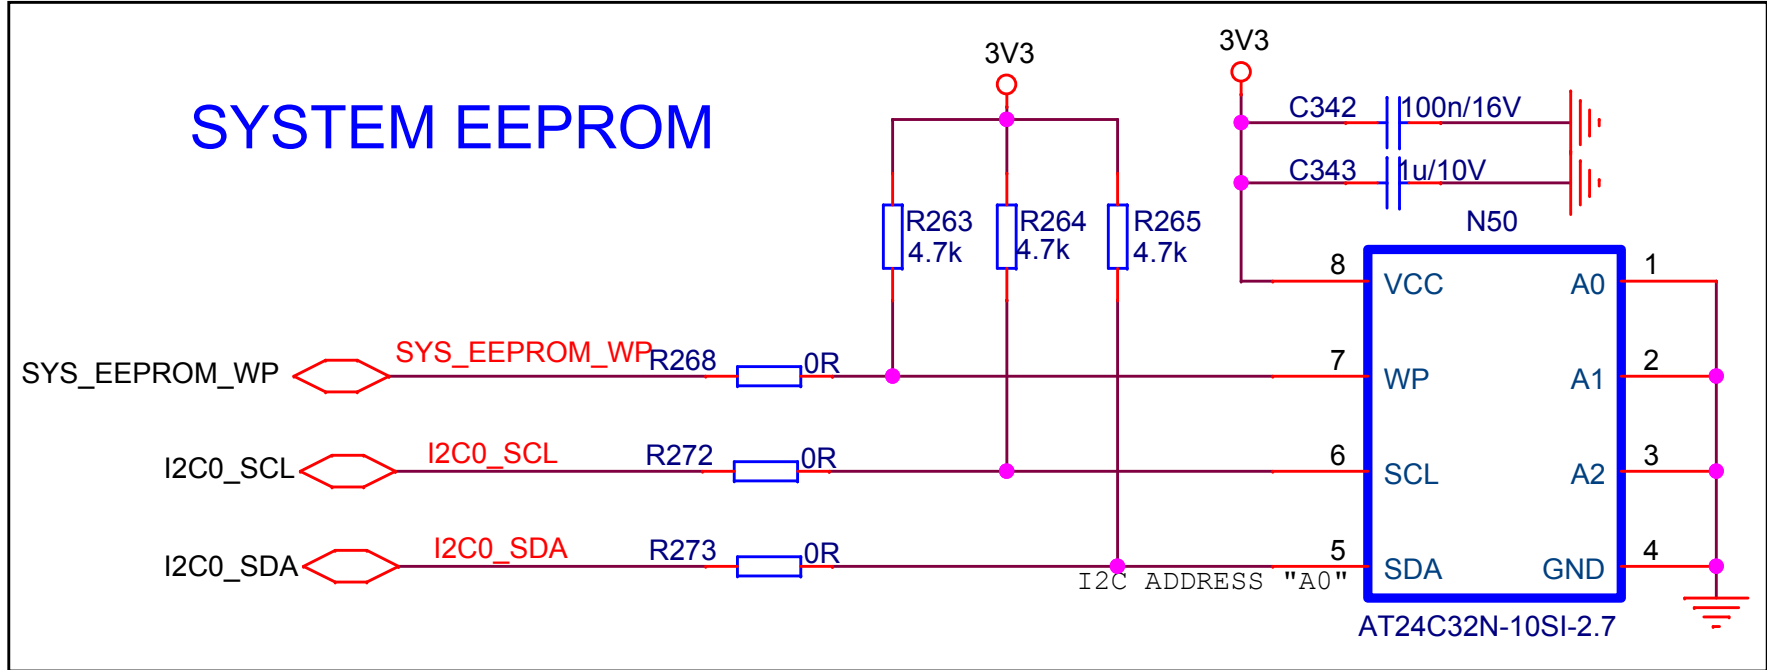 3V3
3V3
SYSTEM EEPROM
C342 100n/16V
C343 1u/10V
R263 4.7k
R264 4.7k
R265 4.7k
N50
8 VCC A0 1
SYS_EEPROM_WP SYS_EEPROM_WP R268 0R 7 WP A1 2
I2C0_SCL I2C0_SCL R272 0R 6 SCL A2 3
I2C0_SDA I2C0_SDA R273 0R 5 SDA GND 4
I2C ADDRESS "A0"
AT24C32N-10SI-2.7